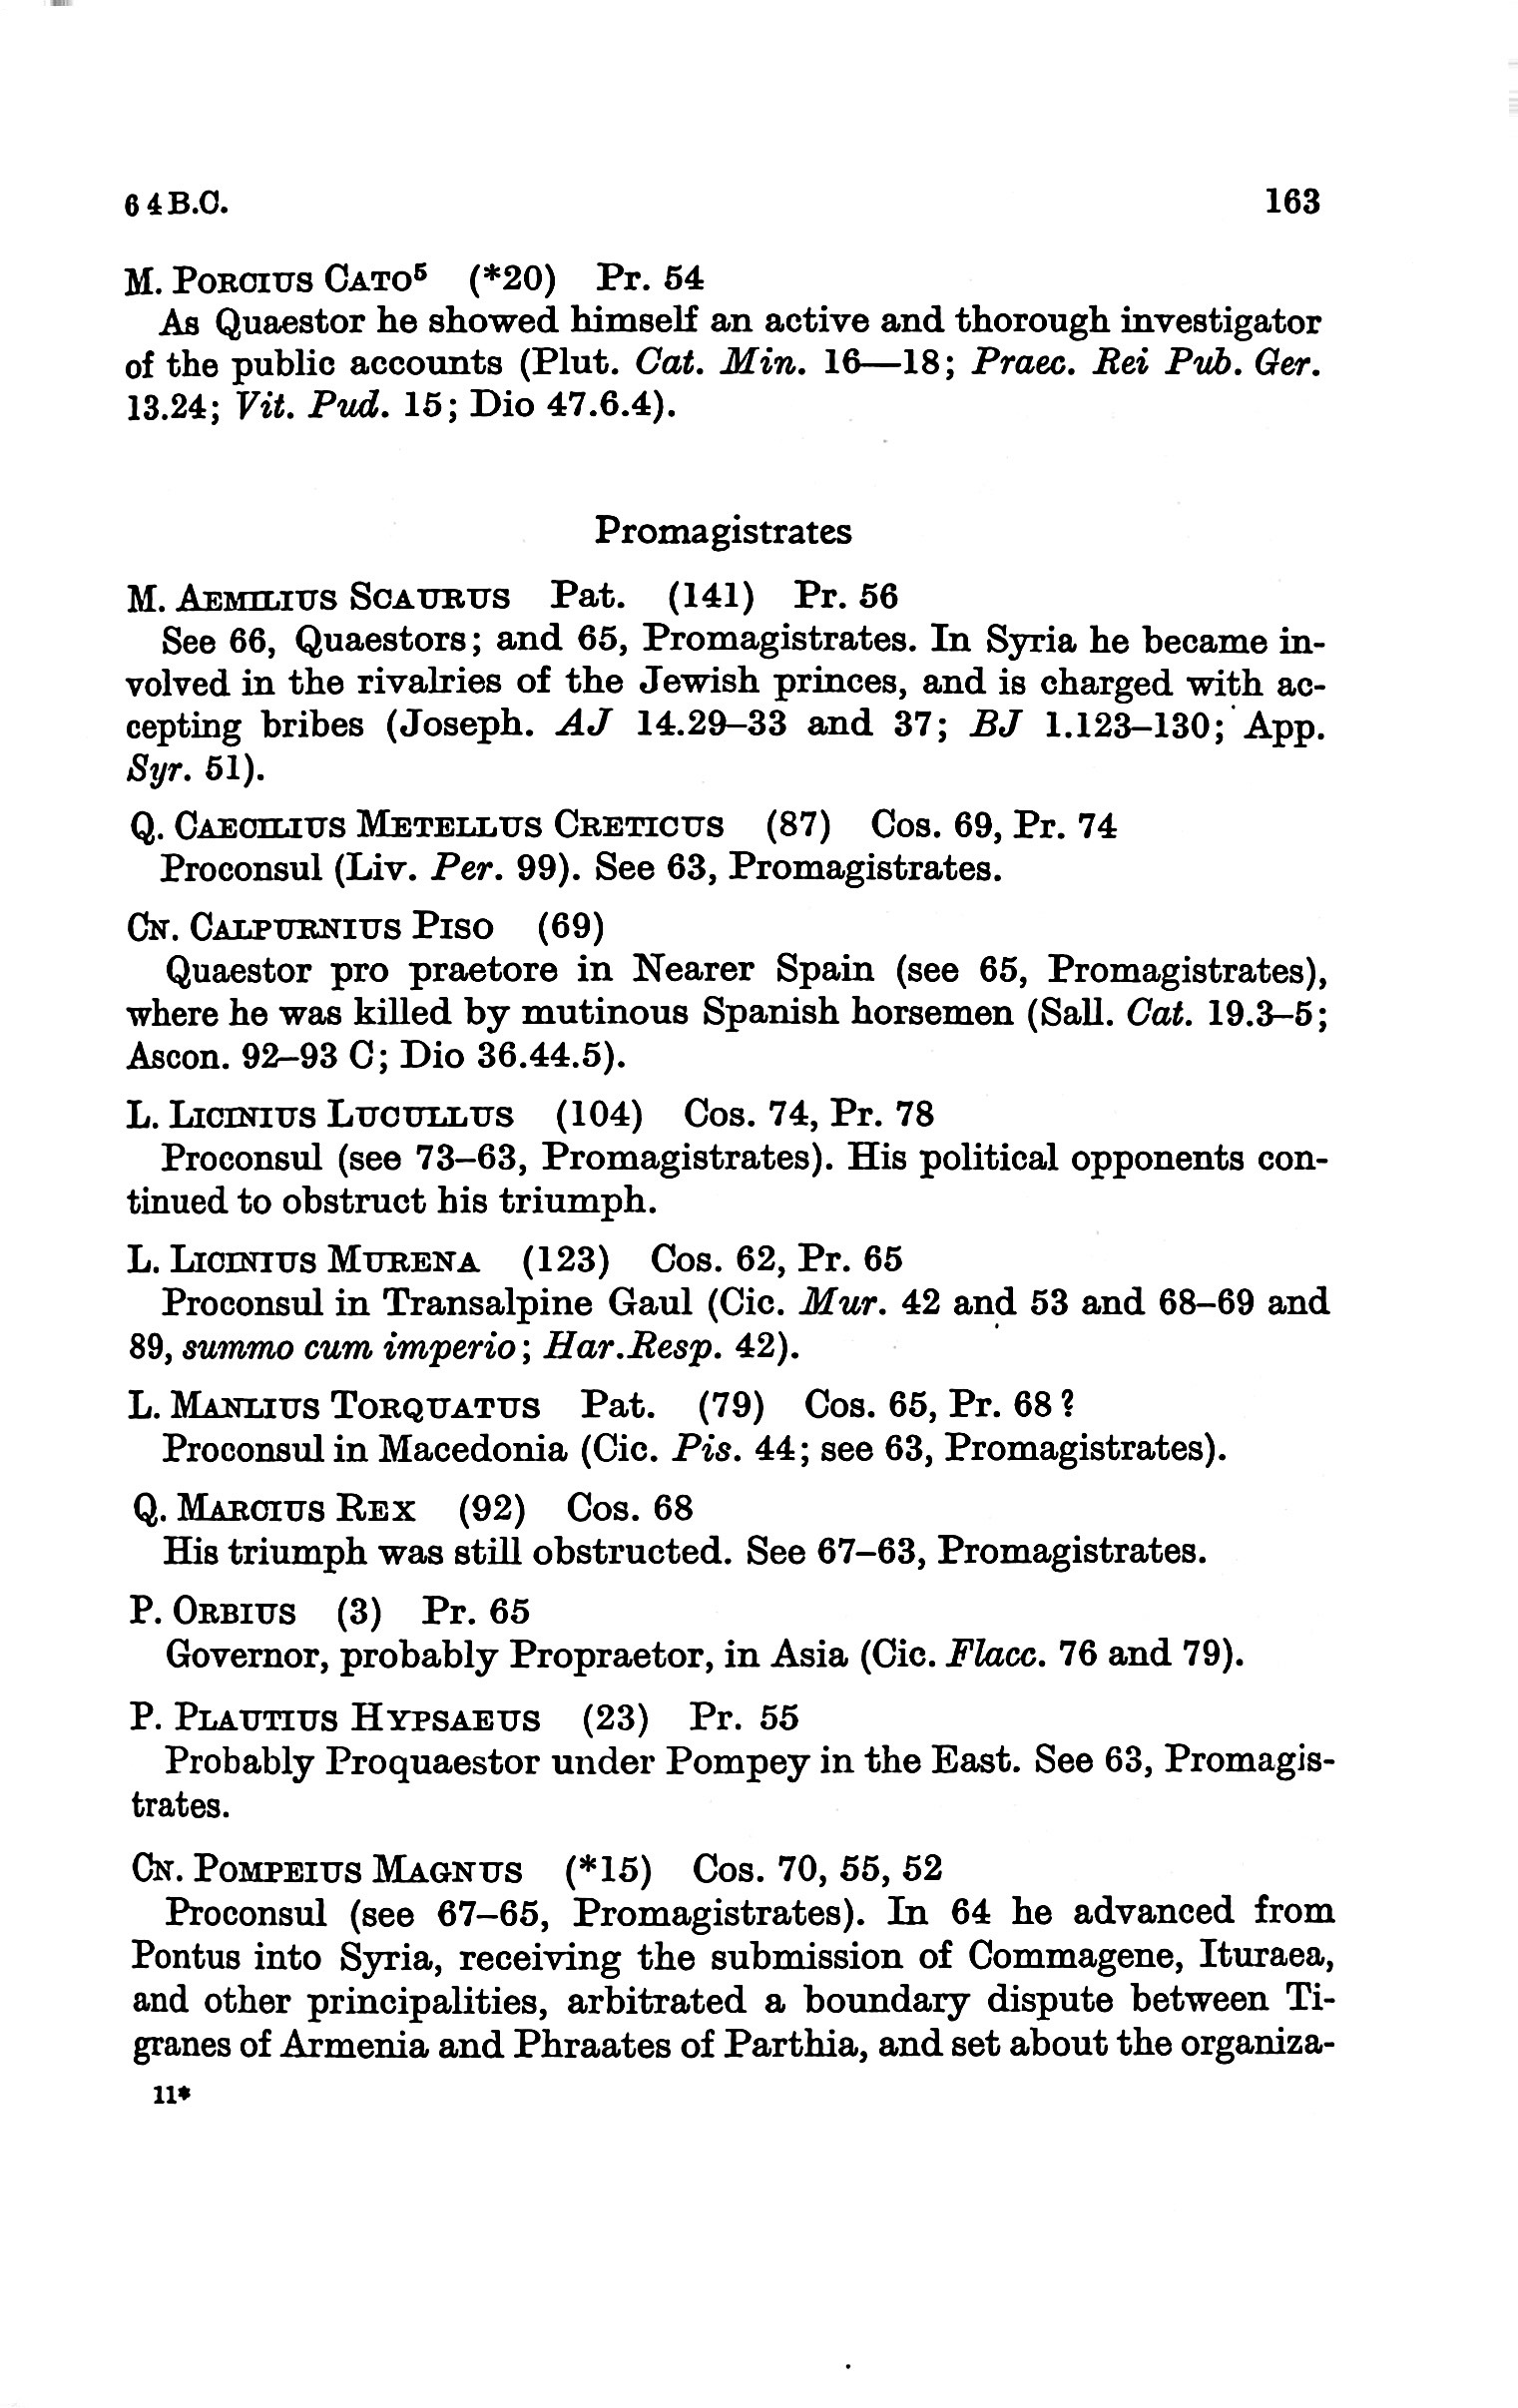 64 B.C. 163
M. PORCIUS CATO⁵ (*20) Pr. 54
As Quaestor he showed himself an active and thorough investigator
of the public accounts (Plut. Cat. Min. 16—18; Praec. Rei Pub. Ger.
13.24; Vit. Pud. 15; Dio 47.6.4).
Promagistrates
M. AEMILIUS SCAURUS Pat. (141) Pr. 56
See 66, Quaestors; and 65, Promagistrates. In Syria he became in-
volved in the rivalries of the Jewish princes, and is charged with ac-
cepting bribes (Joseph. AJ 14.29–33 and 37; BJ 1.123–130; App.
Syr. 51).
Q. CAECILIUS METELLUS CRETICUS (87) Cos. 69, Pr. 74
Proconsul (Liv. Per. 99). See 63, Promagistrates.
CN. CALPURNIUS PISO (69)
Quaestor pro praetore in Nearer Spain (see 65, Promagistrates),
where he was killed by mutinous Spanish horsemen (Sall. Cat. 19.3–5;
Ascon. 92–93 C; Dio 36.44.5).
L. LICINIUS LUCULLUS (104) Cos. 74, Pr. 78
Proconsul (see 73–63, Promagistrates). His political opponents con-
tinued to obstruct his triumph.
L. LICINIUS MURENA (123) Cos. 62, Pr. 65
Proconsul in Transalpine Gaul (Cic. Mur. 42 and 53 and 68–69 and
89, summo cum imperio; Har.Resp. 42).
L. MANLIUS TORQUATUS Pat. (79) Cos. 65, Pr. 68?
Proconsul in Macedonia (Cic. Pis. 44; see 63, Promagistrates).
Q. MARCIUS REX (92) Cos. 68
His triumph was still obstructed. See 67–63, Promagistrates.
P. ORBIUS (3) Pr. 65
Governor, probably Propraetor, in Asia (Cic. Flacc. 76 and 79).
P. PLAUTIUS HYPSAEUS (23) Pr. 55
Probably Proquaestor under Pompey in the East. See 63, Promagis-
trates.
CN. POMPEIUS MAGNUS (*15) Cos. 70, 55, 52
Proconsul (see 67–65, Promagistrates). In 64 he advanced from
Pontus into Syria, receiving the submission of Commagene, Ituraea,
and other principalities, arbitrated a boundary dispute between Ti-
granes of Armenia and Phraates of Parthia, and set about the organiza-
11*